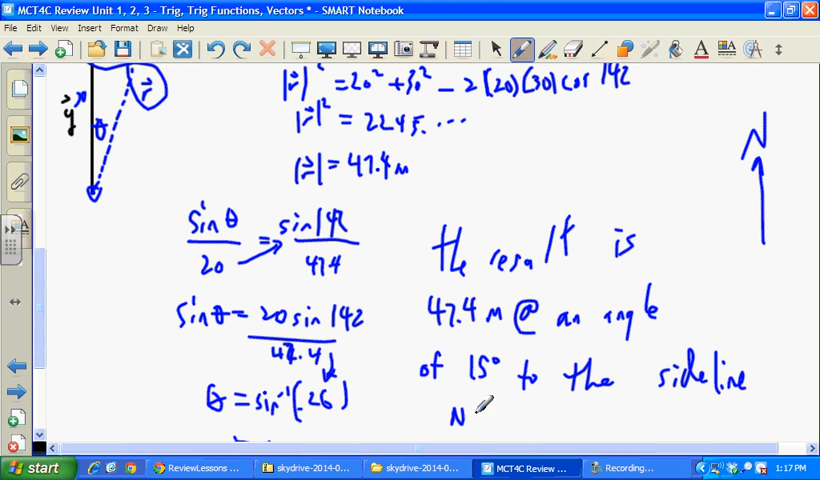 MCT4C Review Unit 1, 2, 3 - Trig, Trig Functions, Vectors * - SMART Notebook
File Edit View Insert Format Draw Help
|r|² = 20² + 30² - 2(20)(30) cos 142
|r|² = 2245. ...
|r| = 47.4 m
r
y
θ
N
sin θ / 20 = sin 142 / 47.4
sin θ = 20 sin 142 / 47.4
θ = sin⁻¹(.26)
=
the result is
47.4 m @ an angle
of 15° to the sideline
N
start
ReviewLessons ...
skydrive-2014-0...
skydrive-2014-0...
MCT4C Review ...
Recording...
1:17 PM